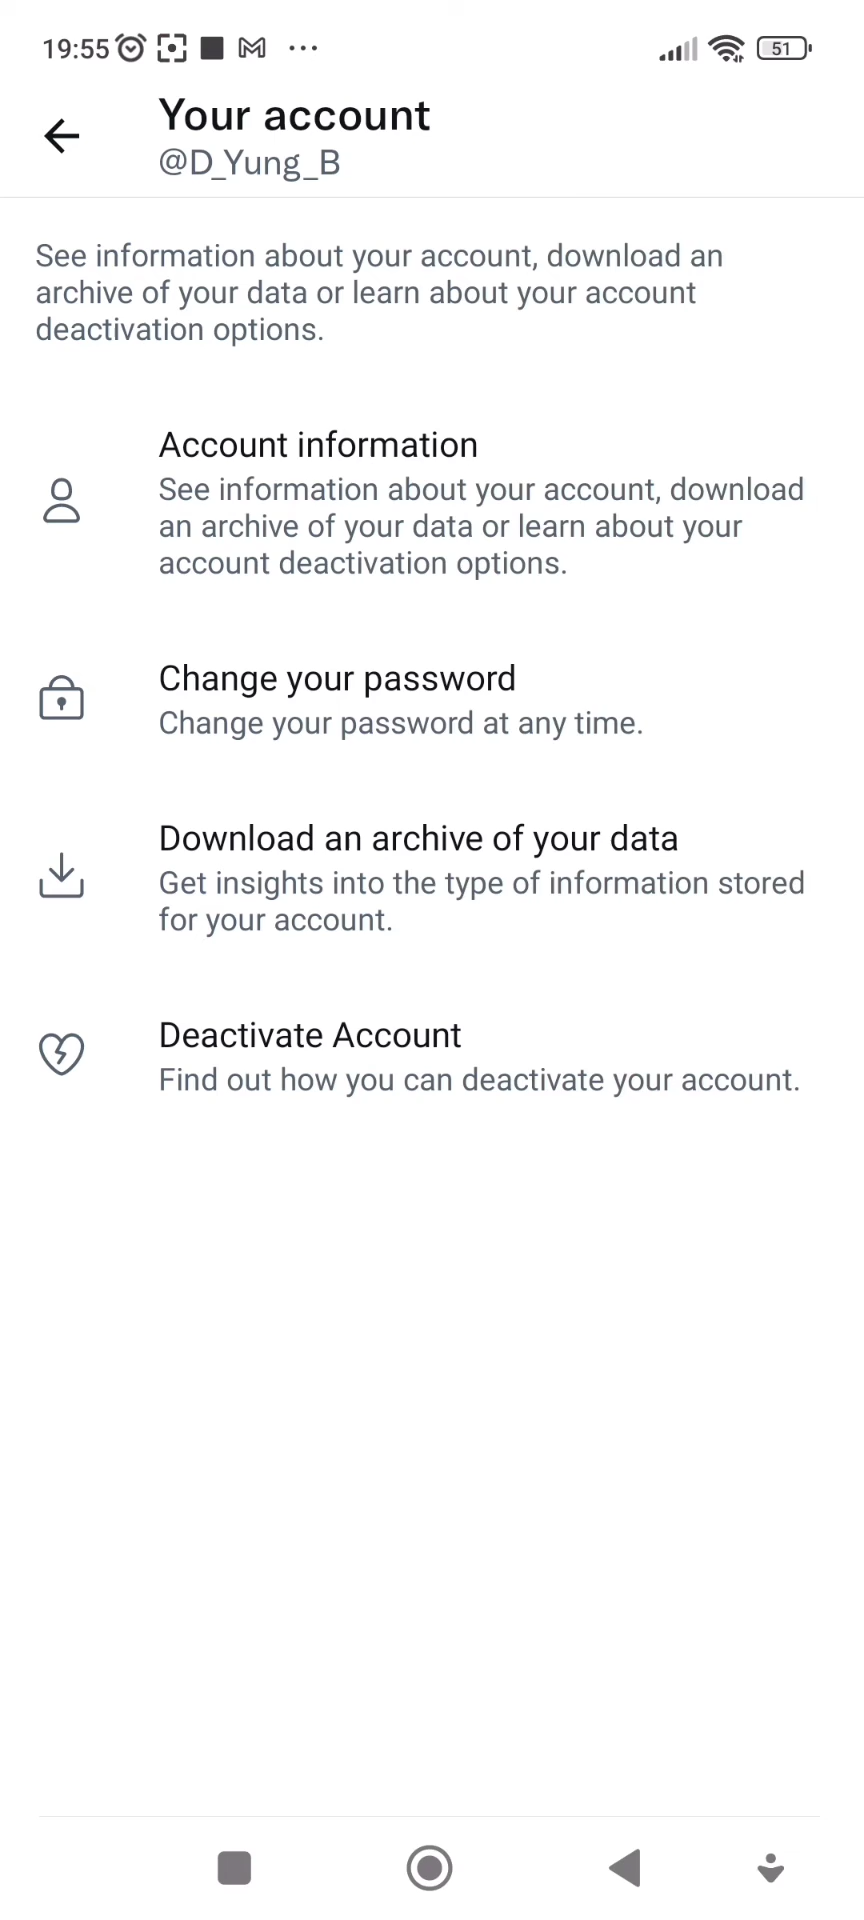 19:55
51
Your account
@D_Yung_B
See information about your account, download an
archive of your data or learn about your account
deactivation options.
Account information
See information about your account, download
an archive of your data or learn about your
account deactivation options.
Change your password
Change your password at any time.
Download an archive of your data
Get insights into the type of information stored
for your account.
Deactivate Account
Find out how you can deactivate your account.